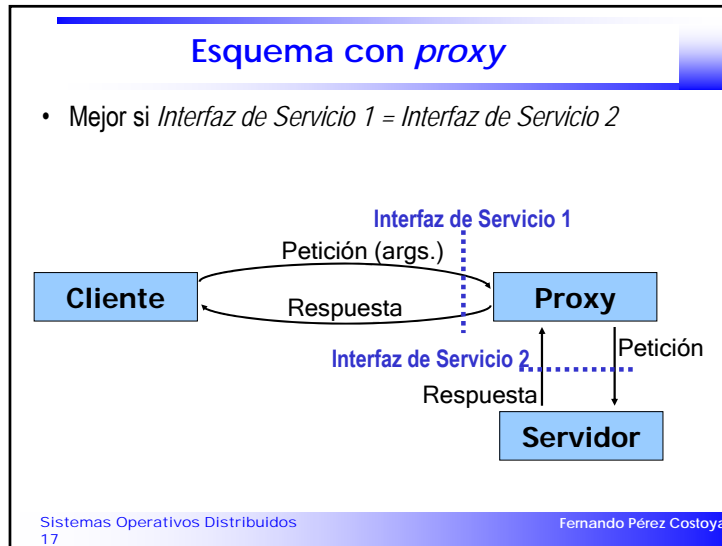 Esquema con proxy
• Mejor si Interfaz de Servicio 1 = Interfaz de Servicio 2
Interfaz de Servicio 1
Petición (args.)
Cliente
Respuesta
Proxy
Interfaz de Servicio 2
Petición
Respuesta
Servidor
Sistemas Operativos Distribuidos
17
Fernando Pérez Costoya